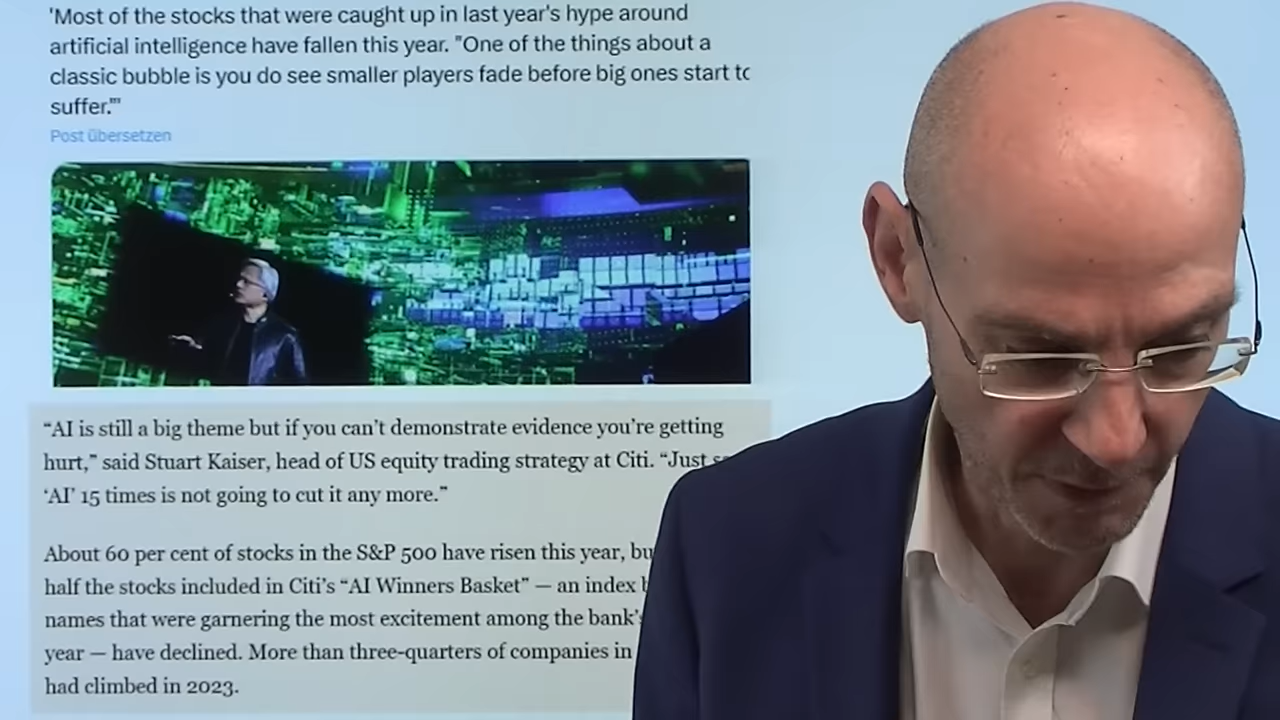 'Most of the stocks that were caught up in last year's hype around
artificial intelligence have fallen this year. "One of the things about a
classic bubble is you do see smaller players fade before big ones start to
suffer."'
Post übersetzen
“AI is still a big theme but if you can’t demonstrate evidence you’re getting
hurt,” said Stuart Kaiser, head of US equity trading strategy at Citi. “Just
‘AI’ 15 times is not going to cut it any more.”
About 60 per cent of stocks in the S&P 500 have risen this year,
half the stocks included in Citi’s “AI Winners Basket” — an index
names that were garnering the most excitement among the bank’s
year — have declined. More than three-quarters of companies in
had climbed in 2023.